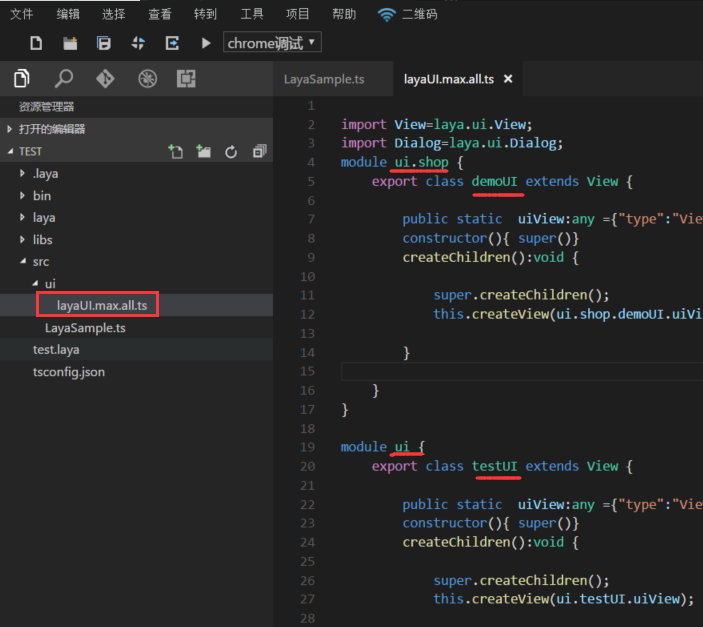 文件 编辑 选择 查看 转到 工具 项目 帮助 二维码
chrome调试
LayaSample.ts layaUI.max.all.ts
资源管理器
打开的编辑器
TEST
.laya
bin
laya
libs
src
ui
layaUI.max.all.ts
LayaSample.ts
test.laya
tsconfig.json
1
2 import View=laya.ui.View;
3 import Dialog=laya.ui.Dialog;
4 module ui.shop {
5 export class demoUI extends View {
6
7 public static uiView:any ={"type":"Vie
8 constructor(){ super()}
9 createChildren():void {
10
11 super.createChildren();
12 this.createView(ui.shop.demoUI.uiVi
13
14 }
15
16 }
17 }
18
19 module ui {
20 export class testUI extends View {
21
22 public static uiView:any ={"type":"Vie
23 constructor(){ super()}
24 createChildren():void {
25
26 super.createChildren();
27 this.createView(ui.testUI.uiView);
28